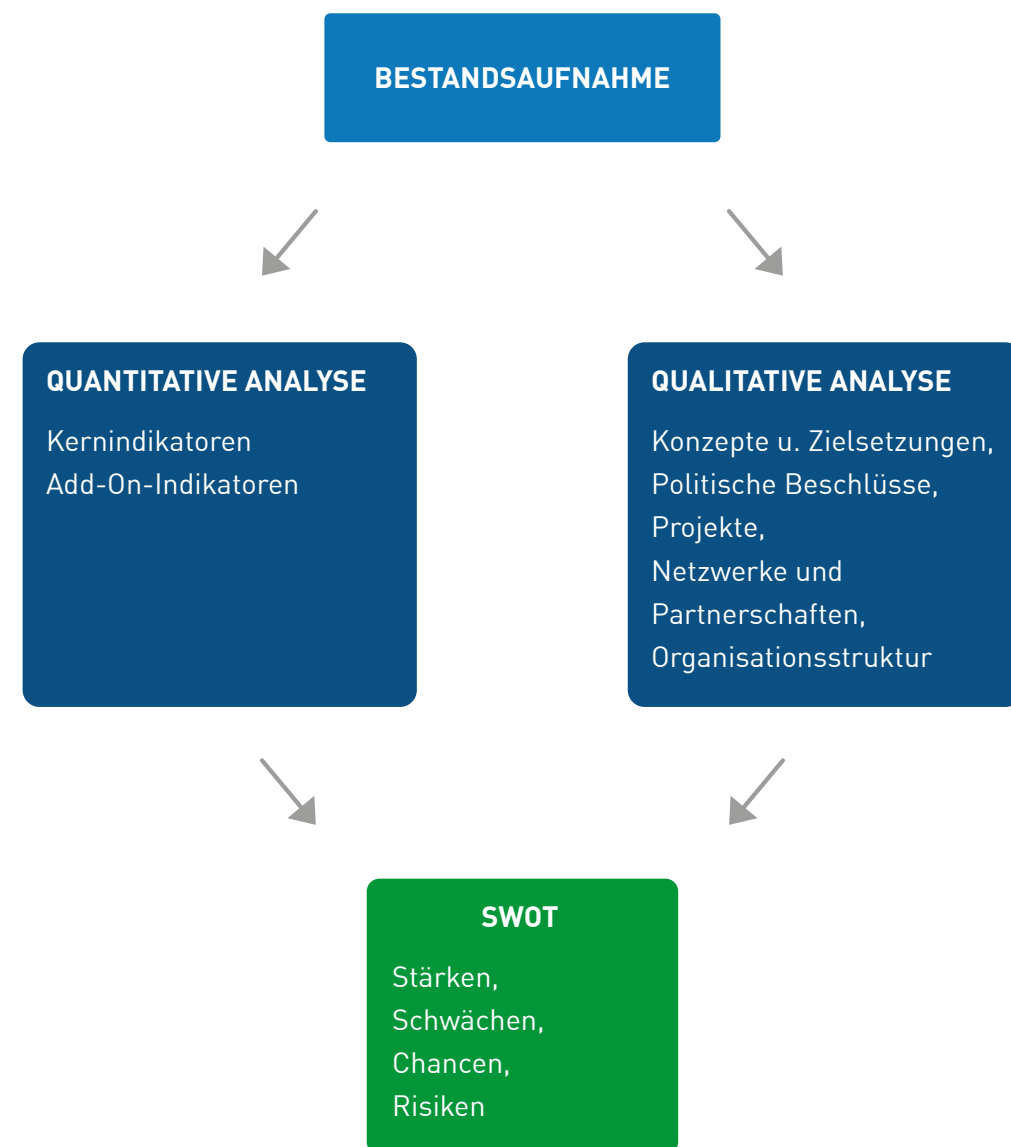 BESTANDSAUFNAHME
QUANTITATIVE ANALYSE
Kernindikatoren
Add-On-Indikatoren
QUALITATIVE ANALYSE
Konzepte u. Zielsetzungen,
Politische Beschlüsse,
Projekte,
Netzwerke und
Partnerschaften,
Organisationsstruktur
SWOT
Stärken,
Schwächen,
Chancen,
Risiken